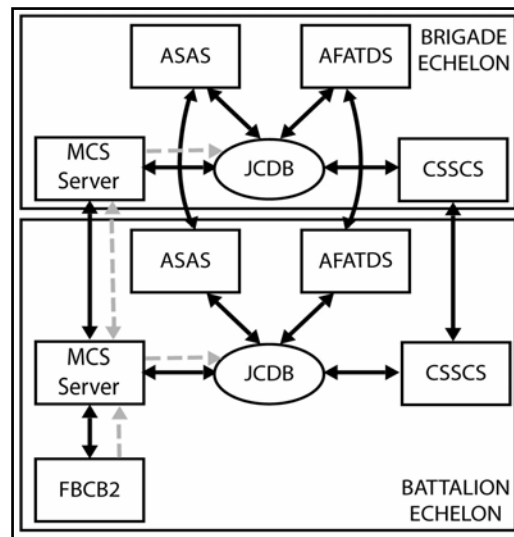 BRIGADE
ECHELON
ASAS
AFATDS
MCS
Server
JCDB
CSSCS
ASAS
AFATDS
MCS
Server
JCDB
CSSCS
FBCB2
BATTALION
ECHELON